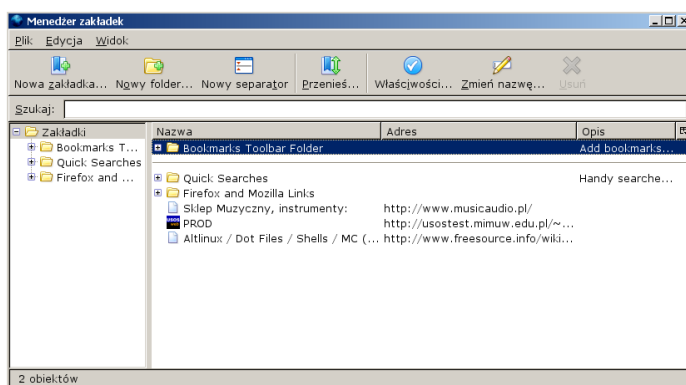 Menedżer zakładek
Plik Edycja Widok
Nowa zakładka... Nowy folder... Nowy separator Przenieś... Właściwości... Zmień nazwę... Usuń
Szukaj:
Zakładki
Bookmarks T...
Quick Searches
Firefox and ...
Nazwa Adres Opis
Bookmarks Toolbar Folder Add bookmarks...
Quick Searches Handy searche...
Firefox and Mozilla Links
Sklep Muzyczny, instrumenty: http://www.musicaudio.pl/
PROD http://usostest.mimuw.edu.pl/~...
Altlinux / Dot Files / Shells / MC (... http://www.freesource.info/wiki...
2 obiektów